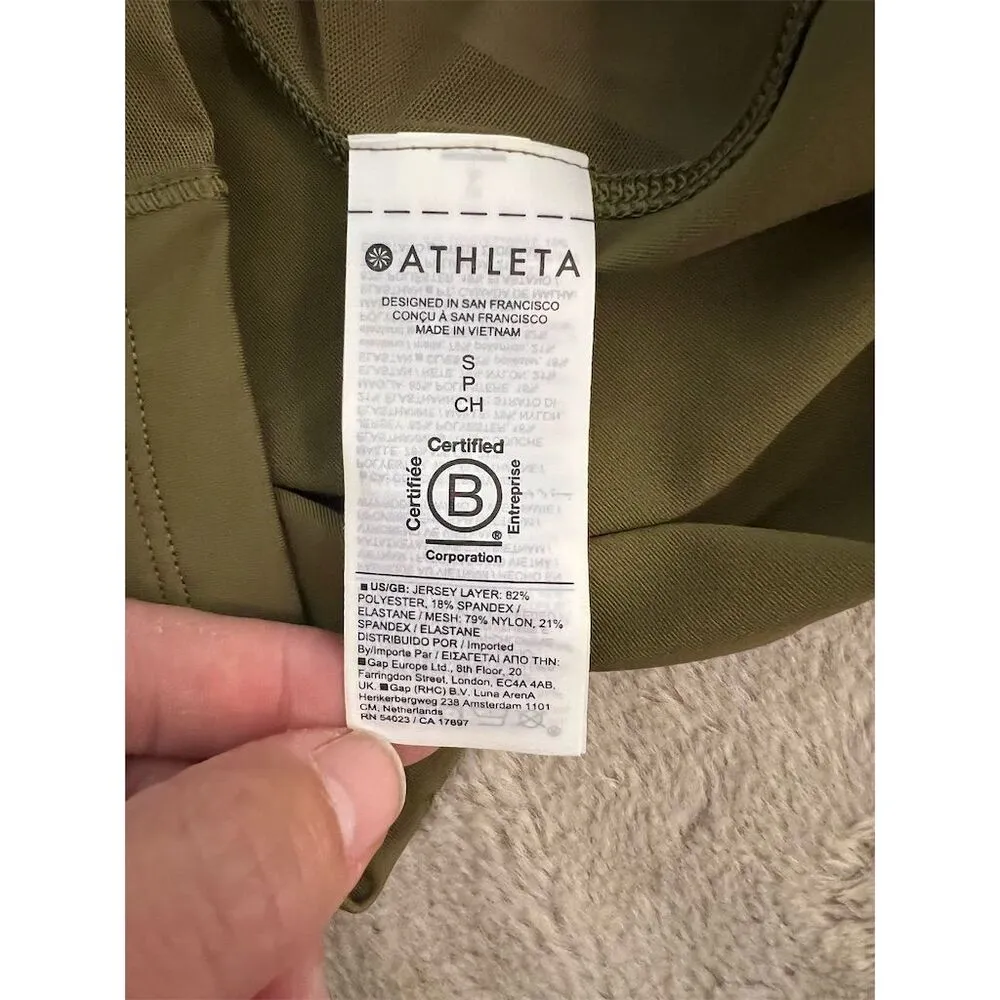 ATHLETA
DESIGNED IN SAN FRANCISCO
CONÇU À SAN FRANCISCO
MADE IN VIETNAM
S
P
CH
Certified
Certifiée
B
®
Entreprise
Corporation
US/GB: JERSEY LAYER: 82%
POLYESTER, 18% SPANDEX /
ELASTANE / MESH: 79% NYLON, 21%
SPANDEX / ELASTANE
DISTRIBUIDO POR / Imported
By/Importe Par / ΕΙΣΑΓΕΤΑΙ ΑΠΟ ΤΗΝ:
Gap Europe Ltd., 8th Floor, 20
Farringdon Street, London, EC4A 4AB,
UK. Gap (RHC) B.V. Luna ArenA
Herikerbergweg 238 Amsterdam 1101
CM, Netherlands
RN 54023 / CA 17897